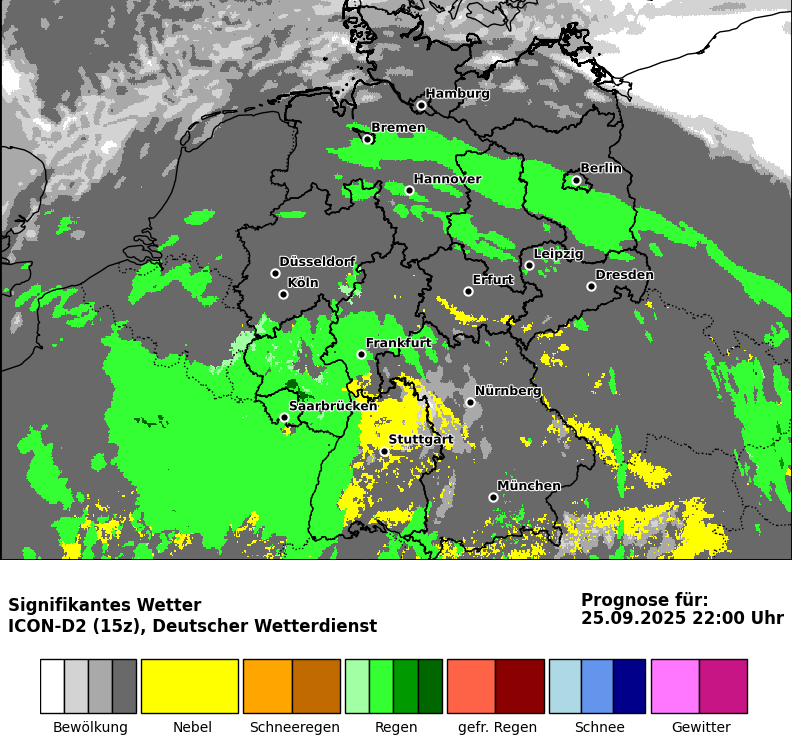 Hamburg
Bremen
Berlin
Hannover
Leipzig
Düsseldorf
Dresden
Köln
Erfurt
Frankfurt
Nürnberg
Saarbrücken
Stuttgart
München
Signifikantes Wetter
ICON-D2 (15z), Deutscher Wetterdienst
Prognose für:
25.09.2025 22:00 Uhr
Bewölkung Nebel Schneeregen Regen gefr. Regen Schnee Gewitter